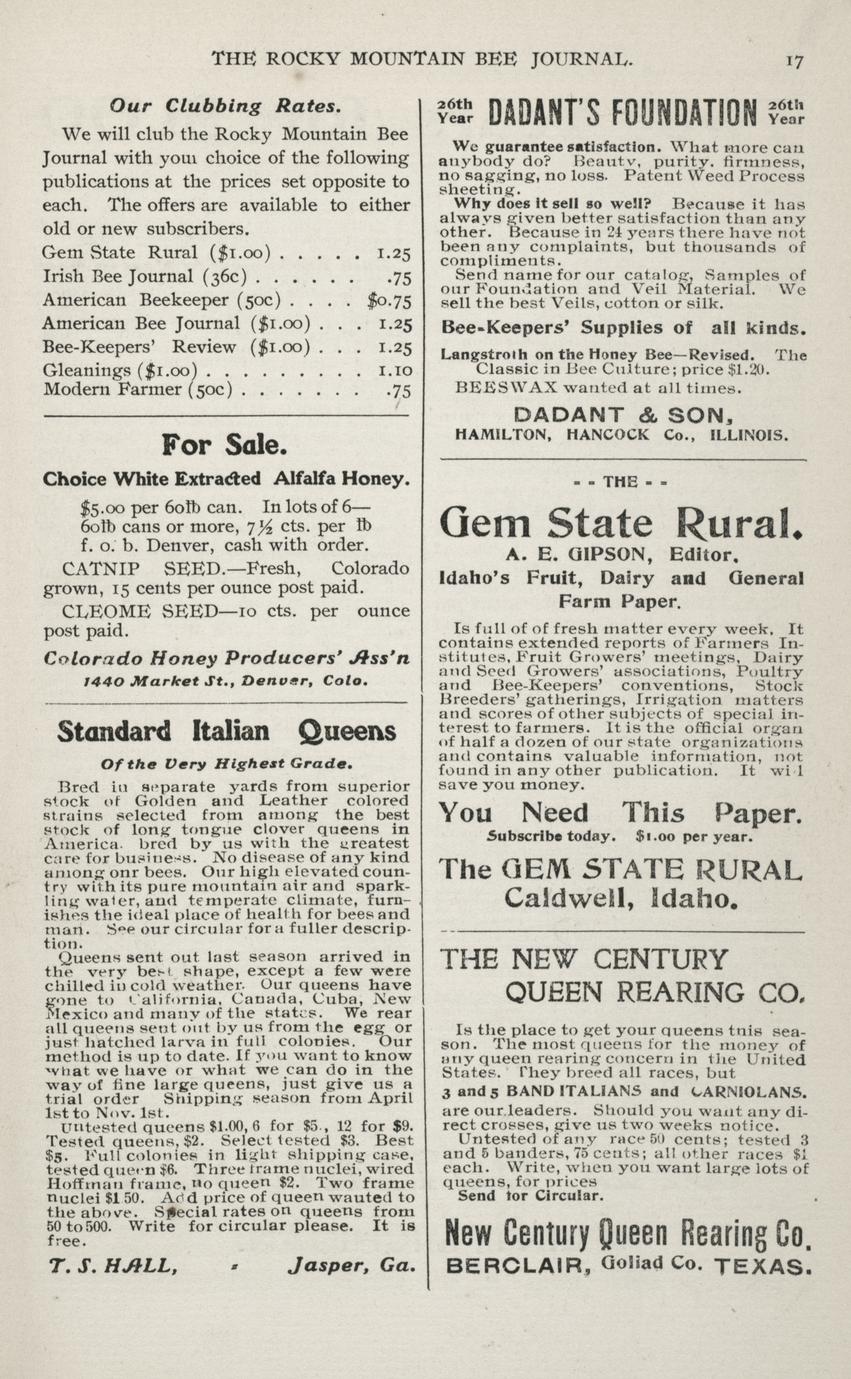 THE ROCKY MOUNTAIN BEE JOURNAL. 17
Our Clubbing Rates.
We will club the Rocky Mountain Bee
Journal with your choice of the following
publications at the prices set opposite to
each. The offers are available to either
old or new subscribers.
Gem State Rural ($1.00) . . . . . 1.25
Irish Bee Journal (36c) . . . . . . .75
American Beekeeper (50c) . . . . $0.75
American Bee Journal ($1.00) . . . 1.25
Bee-Keepers' Review ($1.00) . . . 1.25
Gleanings ($1.00) . . . . . . . . . 1.10
Modern Farmer (50c) . . . . . . . .75
For Sale.
Choice White Extracted Alfalfa Honey.
$5.00 per 60lb can. In lots of 6—
60lb cans or more, 7½ cts. per lb
f. o. b. Denver, cash with order.
CATNIP SEED.—Fresh, Colorado
grown, 15 cents per ounce post paid.
CLEOME SEED—10 cts. per ounce
post paid.
Colorado Honey Producers' Ass'n
1440 Market St., Denver, Colo.
Standard Italian Queens
Of the Very Highest Grade.
Bred in separate yards from superior
stock of Golden and Leather colored
strains selected from among the best
stock of long tongue clover queens in
America. bred by us with the greatest
care for business. No disease of any kind
among onr bees. Our high elevated coun-
try with its pure mountain air and spark-
ling water, and temperate climate, furn-
ishes the ideal place of health for bees and
man. See our circular for a fuller descrip-
tion.
Queens sent out last season arrived in
the very best shape, except a few were
chilled in cold weather. Our queens have
gone to California, Canada, Cuba, New
Mexico and many of the states. We rear
all queens sent out by us from the egg or
just hatched larva in full colonies. Our
method is up to date. If you want to know
what we have or what we can do in the
way of fine large queens, just give us a
trial order Shipping season from April
1st to Nov. 1st.
Untested queens $1.00, 6 for $5., 12 for $9.
Tested queens, $2. Select tested $3. Best
$5. Full colonies in light shipping case,
tested queen $6. Three frame nuclei, wired
Hoffman frame, no queen $2. Two frame
nuclei $1.50. Add price of queen wauted to
the above. Special rates on queens from
50 to 500. Write for circular please. It is
free.
T. S. HALL, - Jasper, Ga.
26th Year DADANT'S FOUNDATION 26th Year
We guarantee satisfaction. What more can
anybody do? Beauty, purity. firmness,
no sagging, no loss. Patent Weed Process
sheeting.
Why does it sell so well? Because it has
always given better satisfaction than any
other. Because in 24 years there have not
been any complaints, but thousands of
compliments.
Send name for our catalog, Samples of
our Foundation and Veil Material. We
sell the best Veils, cotton or silk.
Bee-Keepers' Supplies of all kinds.
Langstroth on the Honey Bee—Revised. The
Classic in Bee Culture; price $1.20.
BEESWAX wanted at all times.
DADANT & SON,
HAMILTON, HANCOCK Co., ILLINOIS.
- - THE - -
Gem State Rural.
A. E. GIPSON, Editor.
Idaho's Fruit, Dairy and General
Farm Paper.
Is full of of fresh matter every week. It
contains extended reports of Farmers In-
stitutes, Fruit Growers' meetings, Dairy
and Seed Growers' associations, Poultry
and Bee-Keepers' conventions, Stock
Breeders' gatherings, Irrigation matters
and scores of other subjects of special in-
terest to farmers. It is the official organ
of half a dozen of our state organizations
and contains valuable information, not
found in any other publication. It will
save you money.
You Need This Paper.
Subscribe today. $1.00 per year.
The GEM STATE RURAL
Caldwell, Idaho.
THE NEW CENTURY
QUEEN REARING CO.
Is the place to get your queens this sea-
son. The most queens for the money of
any queen rearing concern in the United
States. They breed all races, but
3 and 5 BAND ITALIANS and CARNIOLANS.
are our leaders. Should you want any di-
rect crosses, give us two weeks notice.
Untested of any race 50 cents; tested 3
and 5 banders, 75 cents; all other races $1
each. Write, when you want large lots of
queens, for prices
Send for Circular.
New Century Queen Rearing Co.
BERCLAIR, Goliad Co. TEXAS.